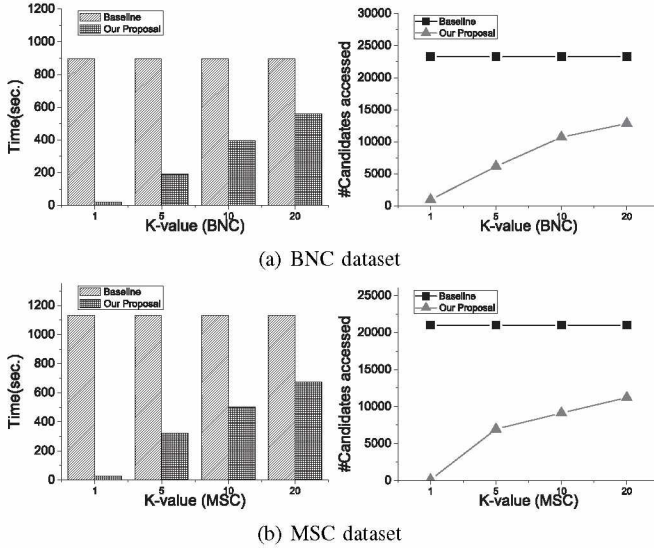 Baseline
Our Proposal
Time(sec.)
1200
1000
800
600
400
200
0
1 5 10 20
K-value (BNC)
Baseline
Our Proposal
#Candidates accessed
30000
25000
20000
15000
10000
5000
0
1 5 10 20
K-value (BNC)
(a) BNC dataset
Baseline
Our Proposal
Time(sec.)
1200
1000
800
600
400
200
0
1 5 10 20
K-value (MSC)
Baseline
Our Proposal
#Candidates accessed
25000
20000
15000
10000
5000
0
1 5 10 20
K-value (MSC)
(b) MSC dataset